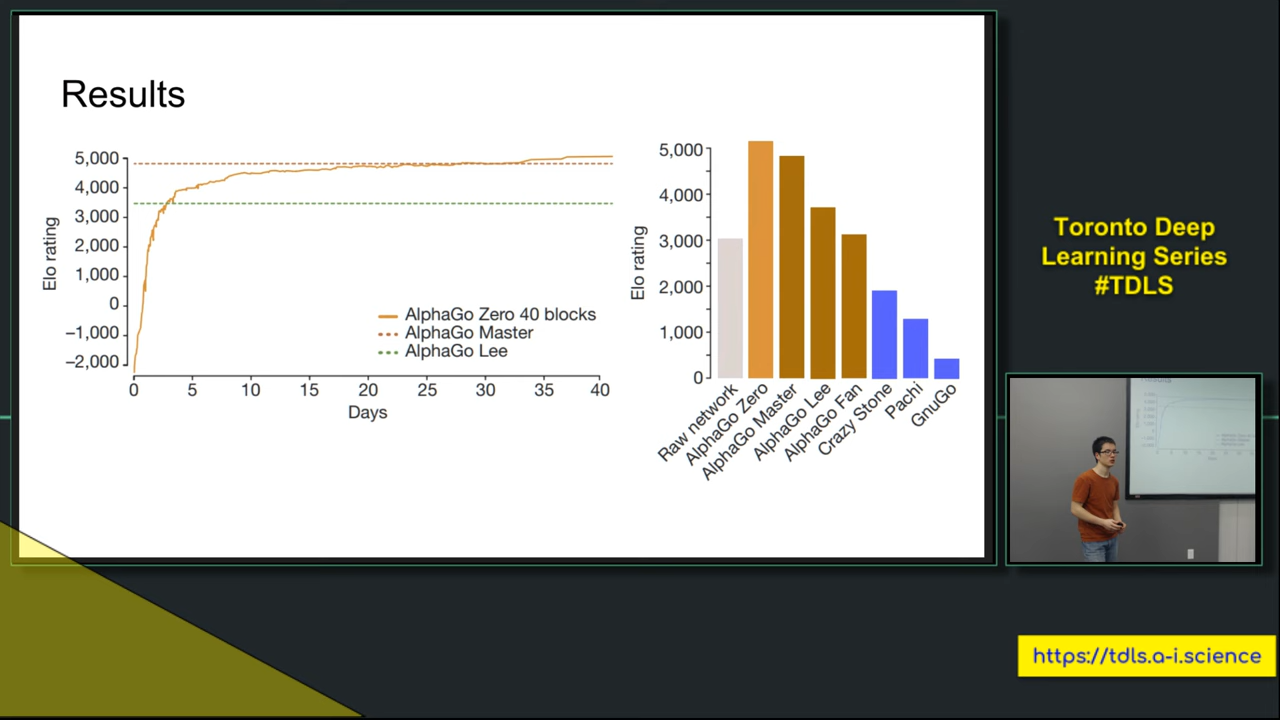 Results
5,000
4,000
3,000
2,000
1,000
0
−1,000
−2,000
Elo rating
0 5 10 15 20 25 30 35 40
Days
AlphaGo Zero 40 blocks
AlphaGo Master
AlphaGo Lee
5,000
4,000
3,000
2,000
1,000
0
Elo rating
Raw network
AlphaGo Zero
AlphaGo Master
AlphaGo Lee
AlphaGo Fan
Crazy Stone
Pachi
GnuGo
Toronto Deep
Learning Series
#TDLS
https://tdls.a-i.science